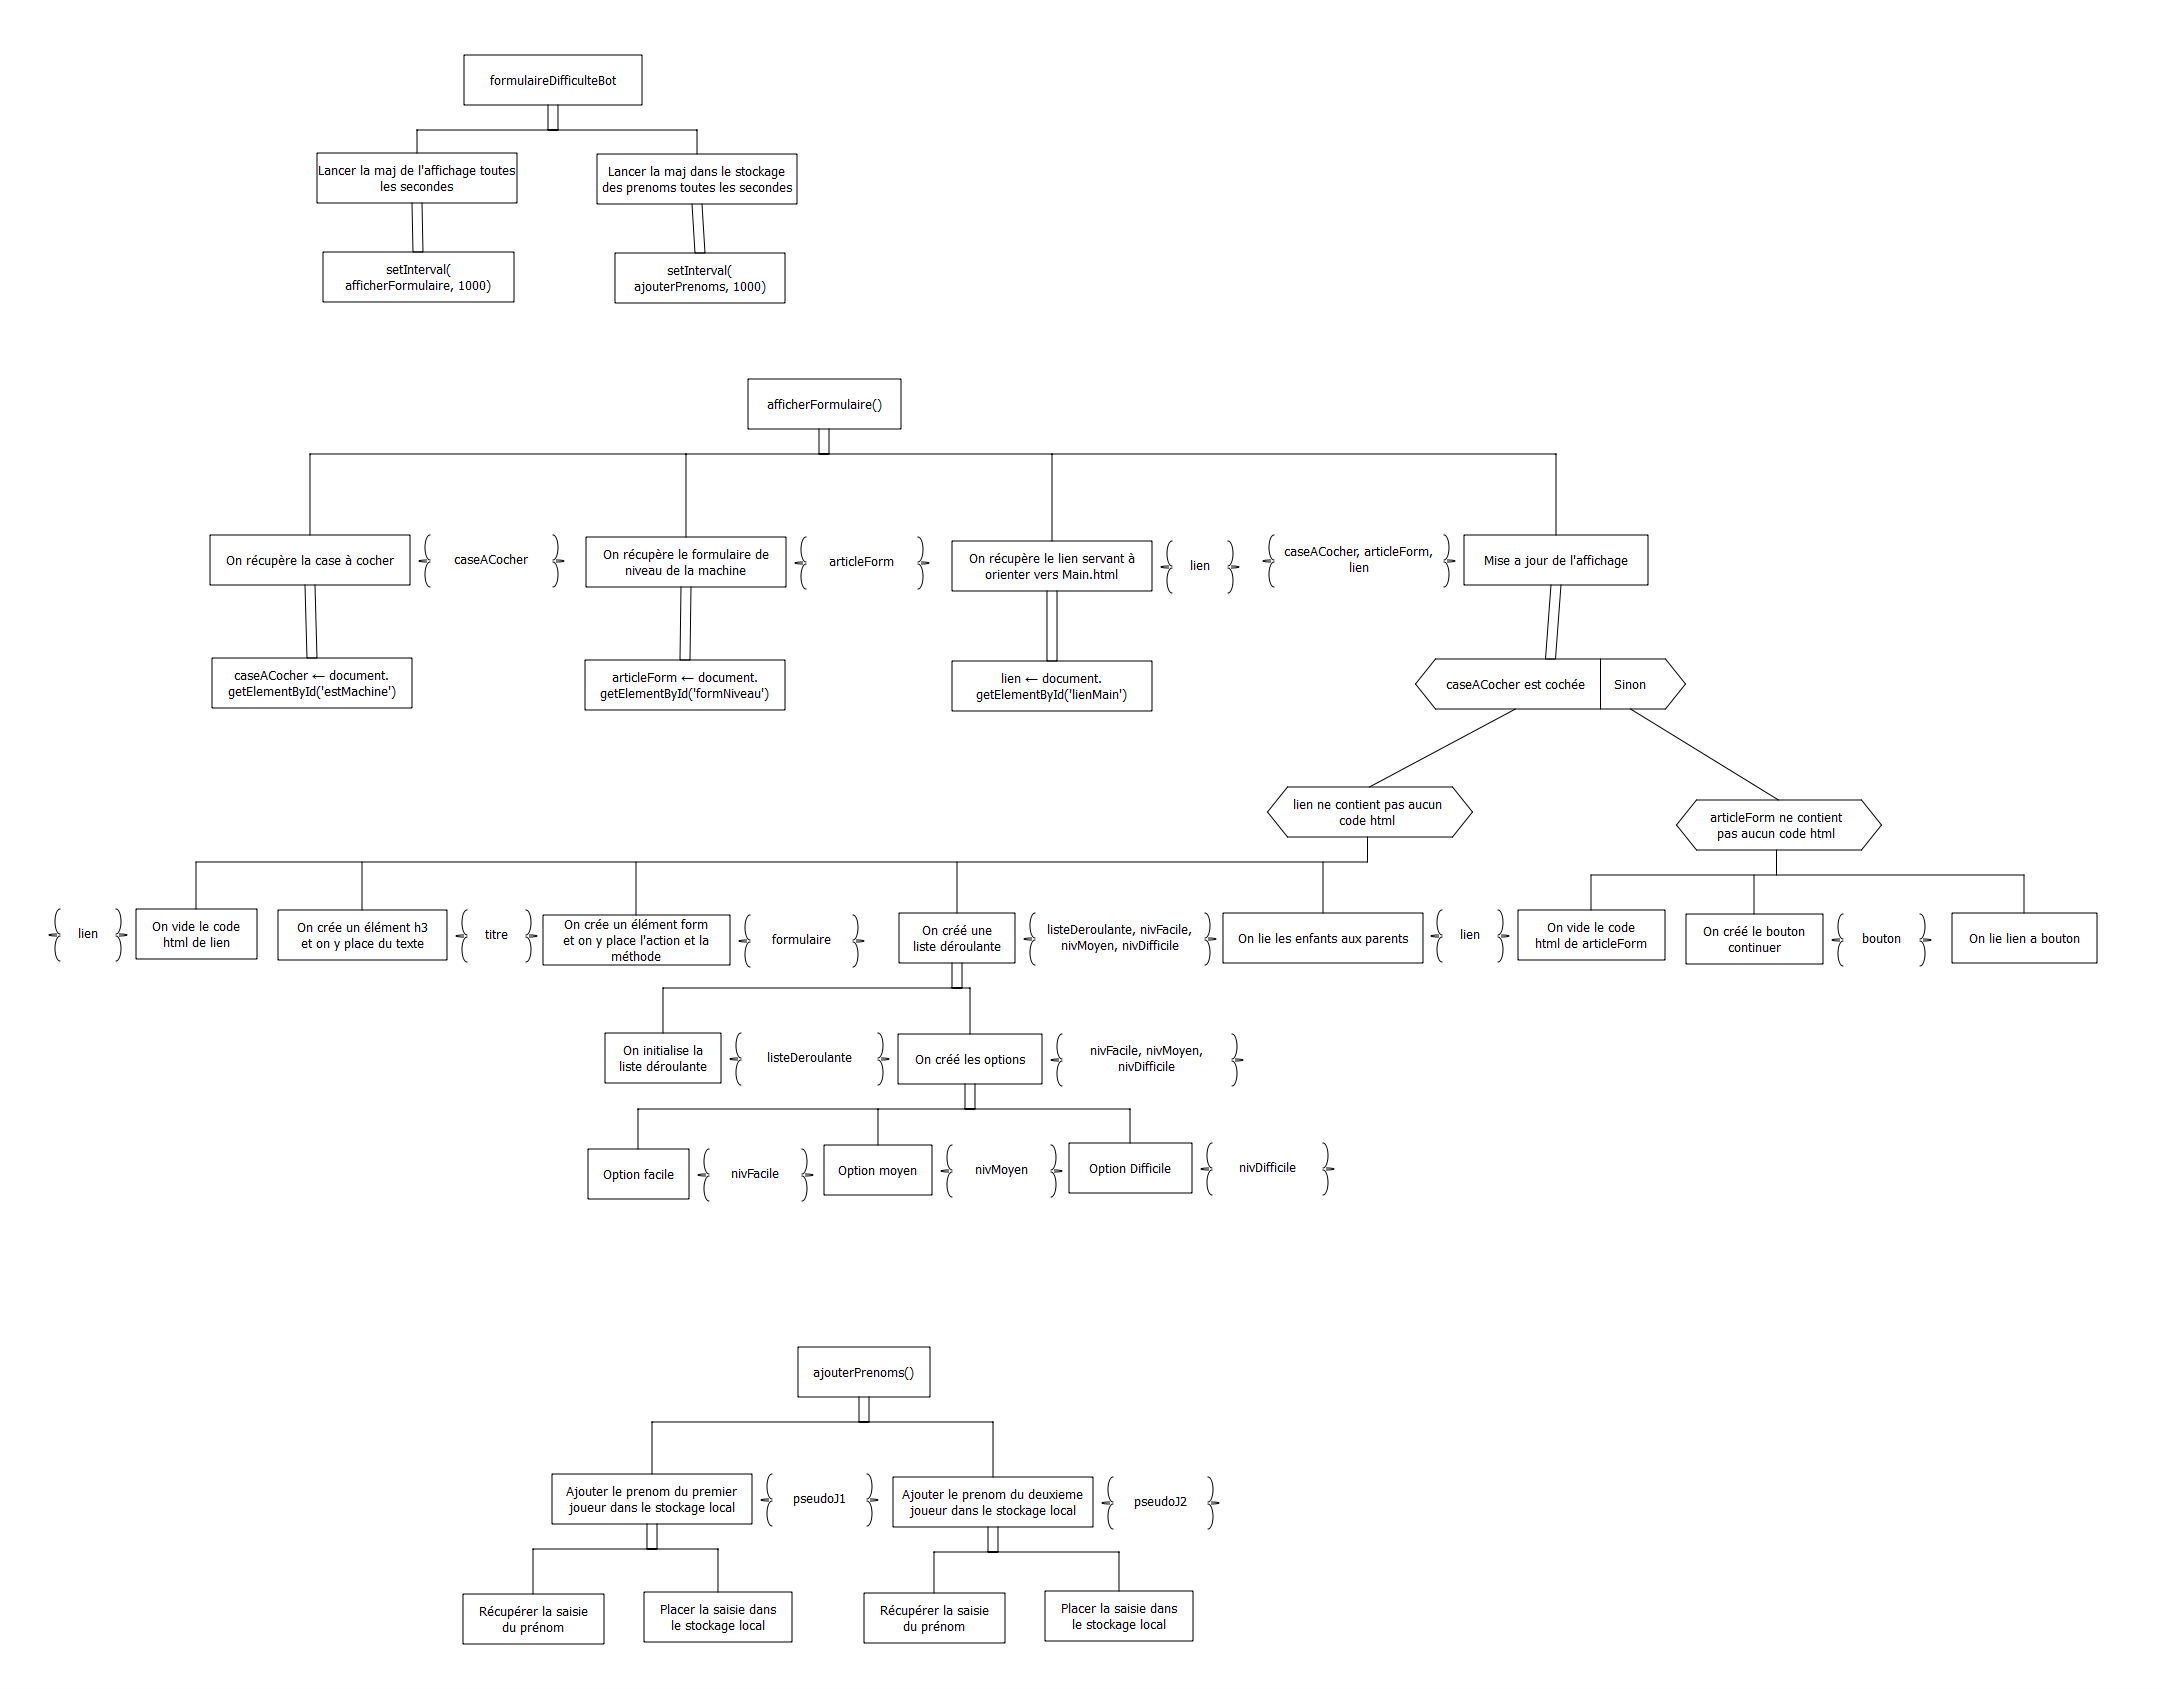 formulaireDifficulteBot
Lancer la maj de l'affichage toutes
les secondes
Lancer la maj dans le stockage
des prenoms toutes les secondes
setInterval(
afficherFormulaire, 1000)
setInterval(
ajouterPrenoms, 1000)
afficherFormulaire()
On récupère la case à cocher
caseACocher
On récupère le formulaire de
niveau de la machine
articleForm
On récupère le lien servant à
orienter vers Main.html
lien
caseACocher, articleForm,
lien
Mise a jour de l'affichage
caseACocher ← document.
getElementById('estMachine')
articleForm ← document.
getElementById('formNiveau')
lien ← document.
getElementById('lienMain')
caseACocher est cochée
Sinon
lien ne contient pas aucun
code html
articleForm ne contient
pas aucun code html
lien
On vide le code
html de lien
On crée un élément h3
et on y place du texte
titre
On crée un élément form
et on y place l'action et la
méthode
formulaire
On créé une
liste déroulante
listeDeroulante, nivFacile,
nivMoyen, nivDifficile
On lie les enfants aux parents
lien
On vide le code
html de articleForm
On créé le bouton
continuer
bouton
On lie lien a bouton
On initialise la
liste déroulante
listeDeroulante
On créé les options
nivFacile, nivMoyen,
nivDifficile
Option facile
nivFacile
Option moyen
nivMoyen
Option Difficile
nivDifficile
ajouterPrenoms()
Ajouter le prenom du premier
joueur dans le stockage local
pseudoJ1
Ajouter le prenom du deuxieme
joueur dans le stockage local
pseudoJ2
Récupérer la saisie
du prénom
Placer la saisie dans
le stockage local
Récupérer la saisie
du prénom
Placer la saisie dans
le stockage local